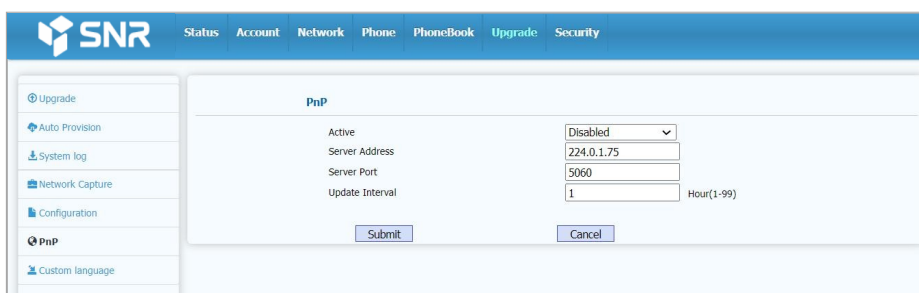 SNR
Status Account Network Phone PhoneBook Upgrade Security
Upgrade
Auto Provision
System log
Network Capture
Configuration
PnP
Custom language
PnP
Active Disabled
Server Address 224.0.1.75
Server Port 5060
Update Interval 1 Hour(1-99)
Submit Cancel